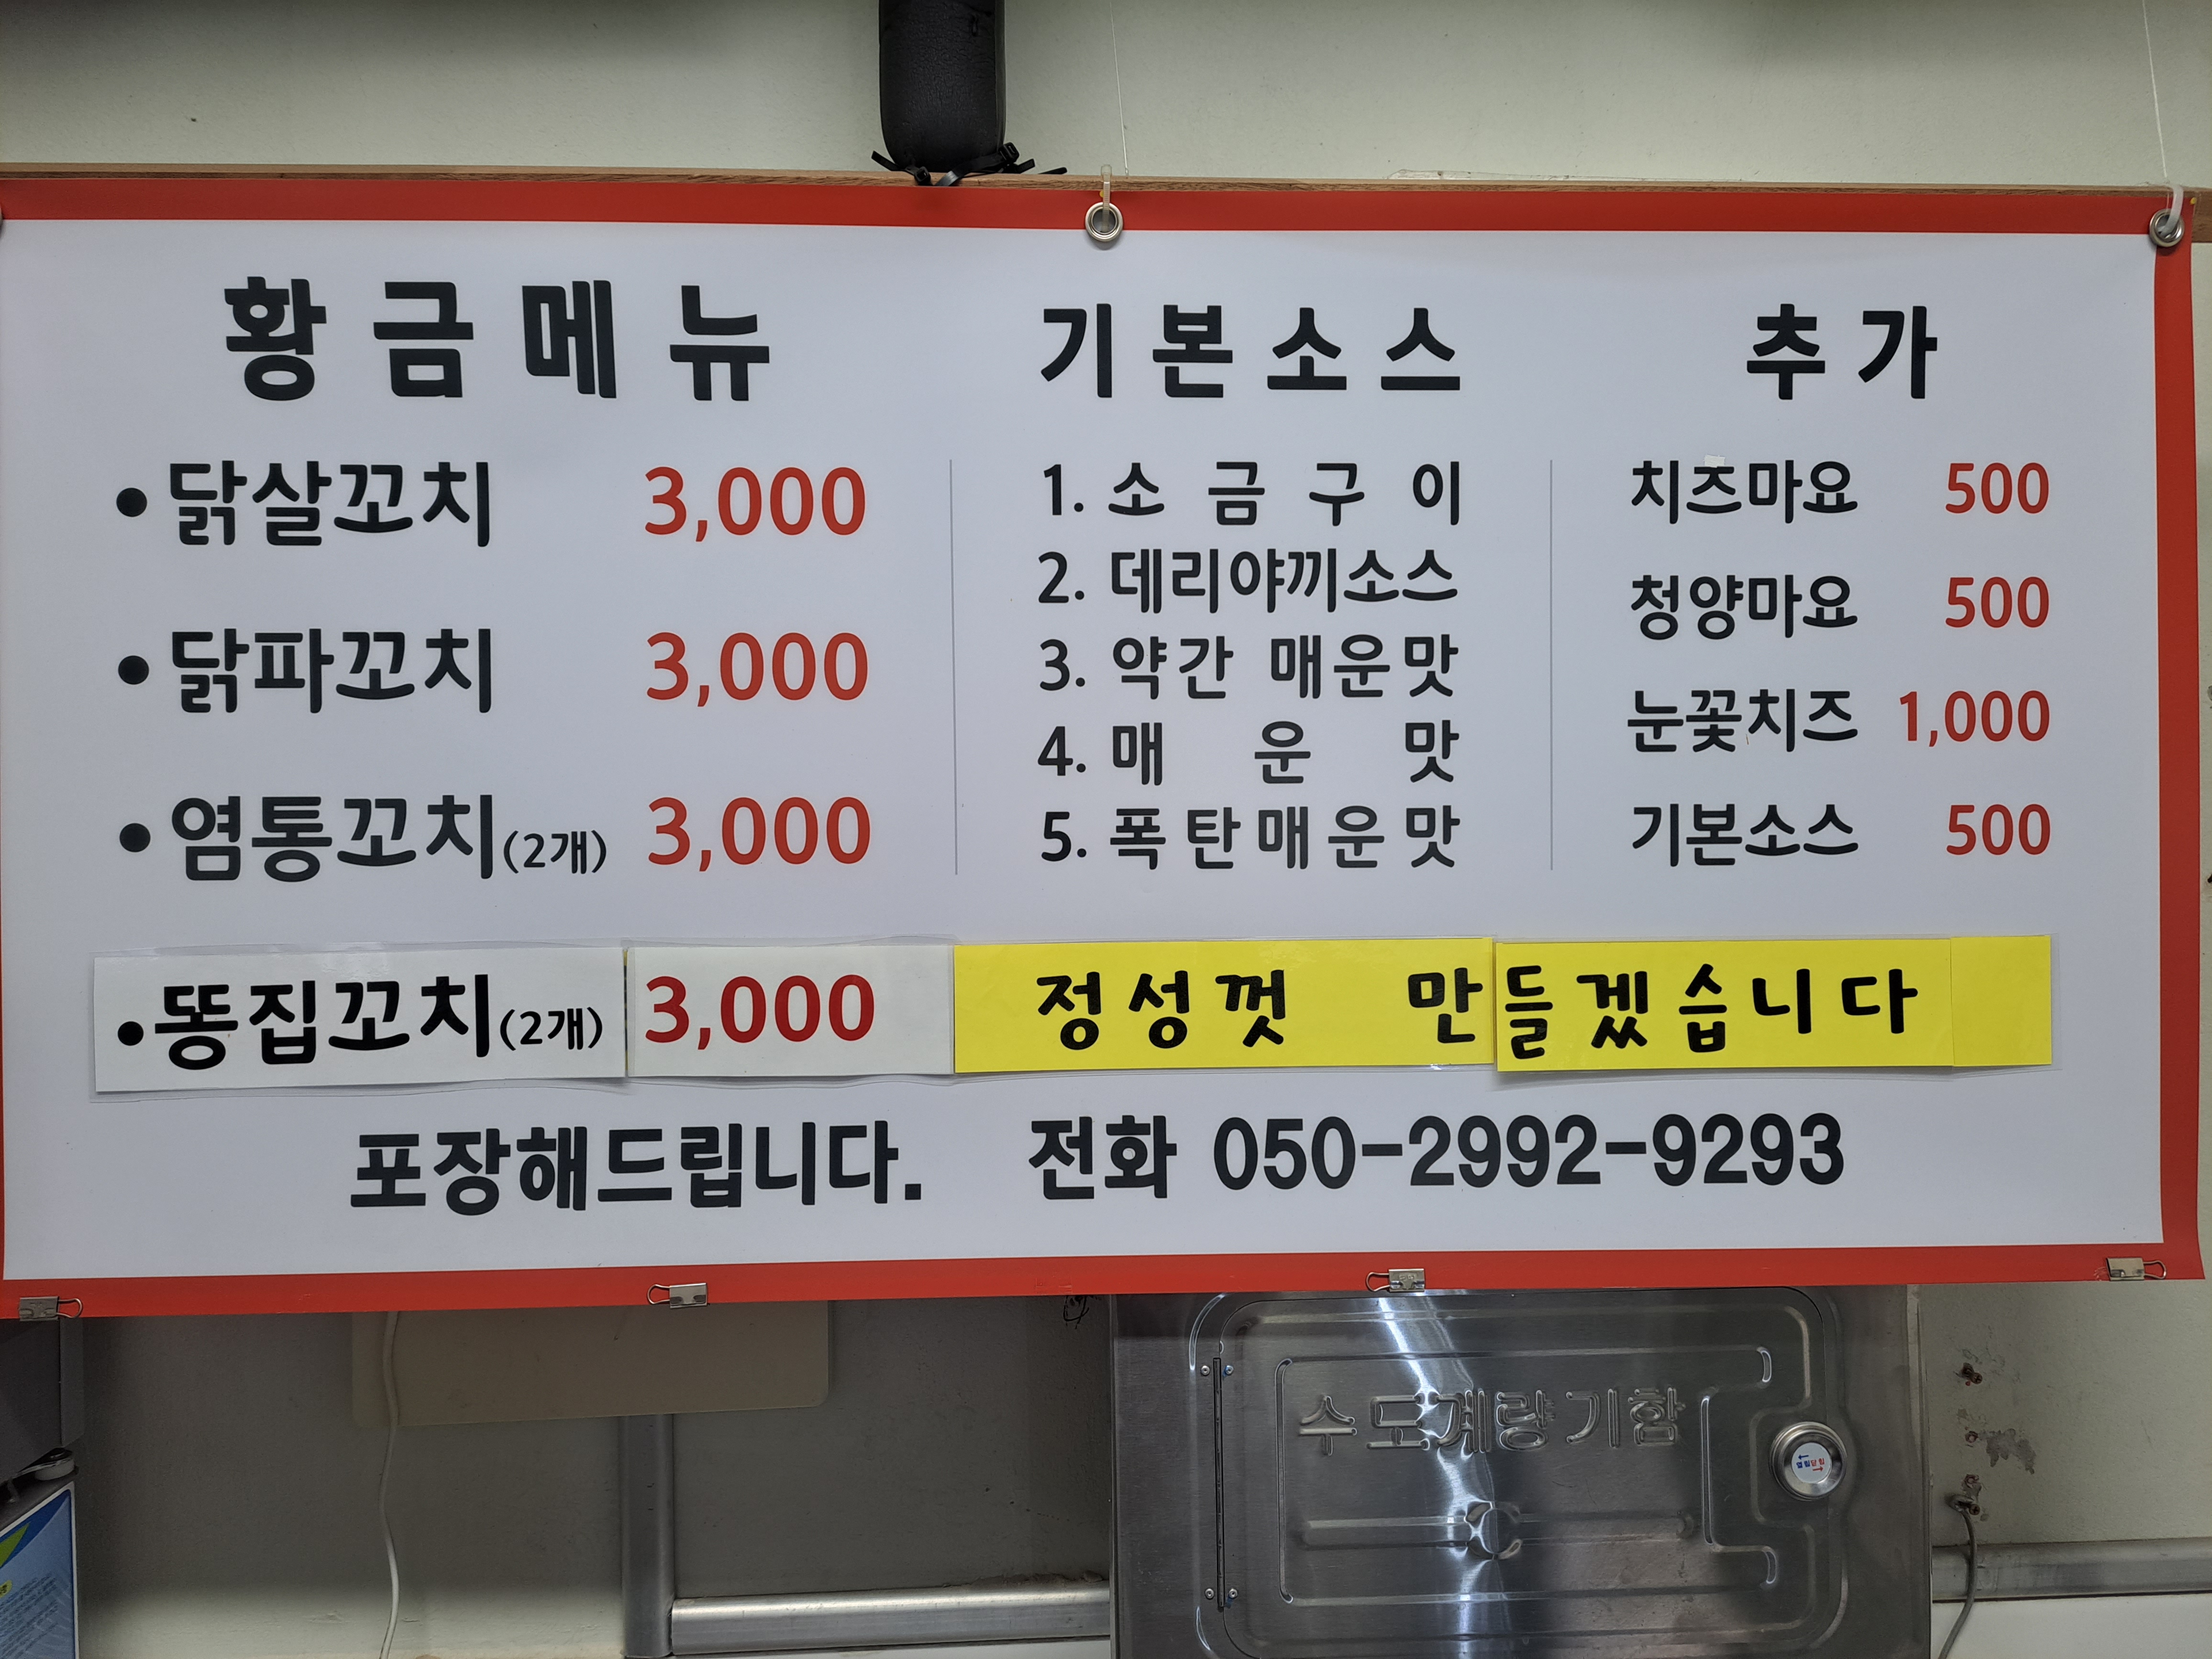 황금메뉴
• 닭살꼬치 3,000
• 닭파꼬치 3,000
• 염통꼬치(2개) 3,000
• 똥집꼬치(2개) 3,000
기본소스
1. 소금구이
2. 데리야끼소스
3. 약간 매운맛
4. 매운맛
5. 폭탄매운맛
추가
치즈마요 500
청양마요 500
눈꽃치즈 1,000
기본소스 500
정성껏 만들겠습니다
포장해드립니다. 전화 050-2992-9293
수도계량기함
열림닫힘